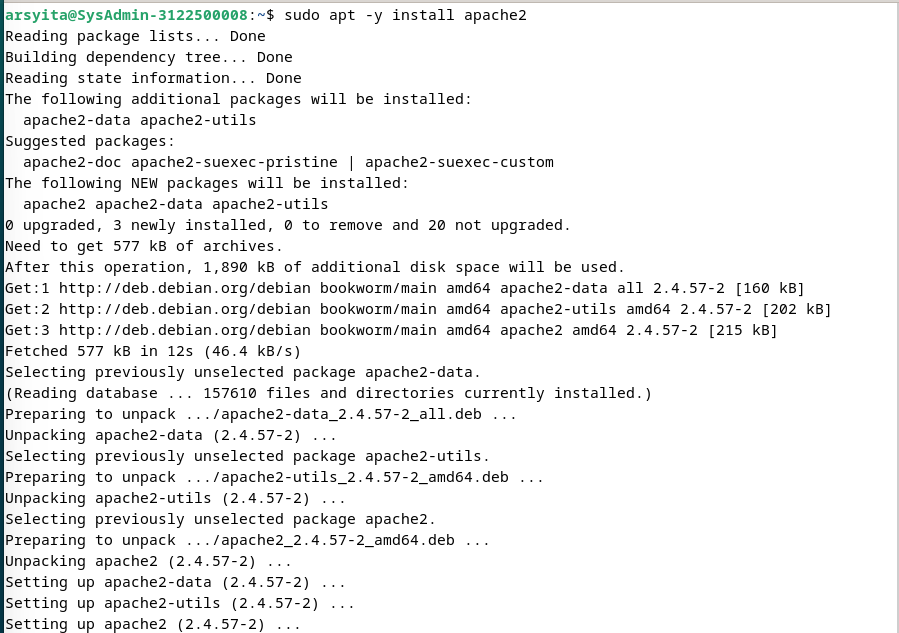 arsyita@SysAdmin-3122500008:~$ sudo apt -y install apache2
Reading package lists... Done
Building dependency tree... Done
Reading state information... Done
The following additional packages will be installed:
  apache2-data apache2-utils
Suggested packages:
  apache2-doc apache2-suexec-pristine | apache2-suexec-custom
The following NEW packages will be installed:
  apache2 apache2-data apache2-utils
0 upgraded, 3 newly installed, 0 to remove and 20 not upgraded.
Need to get 577 kB of archives.
After this operation, 1,890 kB of additional disk space will be used.
Get:1 http://deb.debian.org/debian bookworm/main amd64 apache2-data all 2.4.57-2 [160 kB]
Get:2 http://deb.debian.org/debian bookworm/main amd64 apache2-utils amd64 2.4.57-2 [202 kB]
Get:3 http://deb.debian.org/debian bookworm/main amd64 apache2 amd64 2.4.57-2 [215 kB]
Fetched 577 kB in 12s (46.4 kB/s)
Selecting previously unselected package apache2-data.
(Reading database ... 157610 files and directories currently installed.)
Preparing to unpack .../apache2-data_2.4.57-2_all.deb ...
Unpacking apache2-data (2.4.57-2) ...
Selecting previously unselected package apache2-utils.
Preparing to unpack .../apache2-utils_2.4.57-2_amd64.deb ...
Unpacking apache2-utils (2.4.57-2) ...
Selecting previously unselected package apache2.
Preparing to unpack .../apache2_2.4.57-2_amd64.deb ...
Unpacking apache2 (2.4.57-2) ...
Setting up apache2-data (2.4.57-2) ...
Setting up apache2-utils (2.4.57-2) ...
Setting up apache2 (2.4.57-2) ...